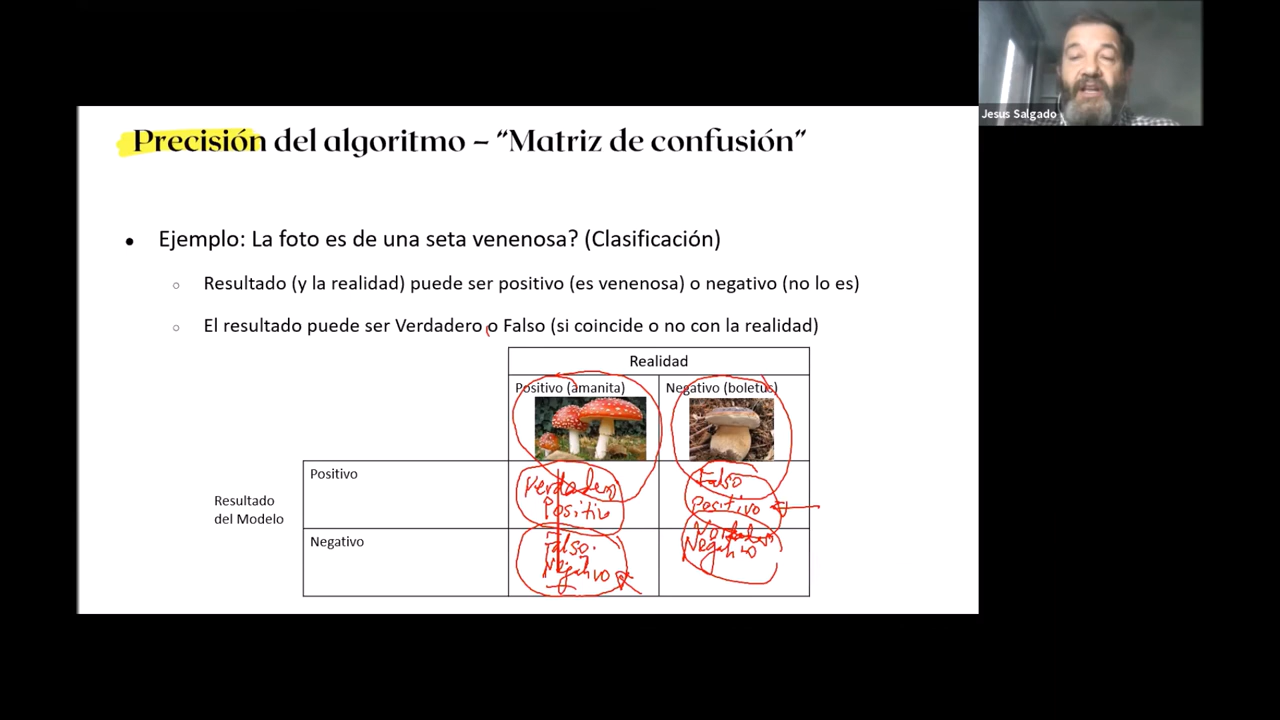 Jesus Salgado
Precisión del algoritmo – “Matriz de confusión”
• Ejemplo: La foto es de una seta venenosa? (Clasificación)
○ Resultado (y la realidad) puede ser positivo (es venenosa) o negativo (no lo es)
○ El resultado puede ser Verdadero o Falso (si coincide o no con la realidad)
Realidad
Positivo (amanita) Negativo (boletus)
Resultado
del Modelo
Positivo
Verdadero
Positivo
Falso
Positivo
Negativo
Falso
Negativo
Negativo